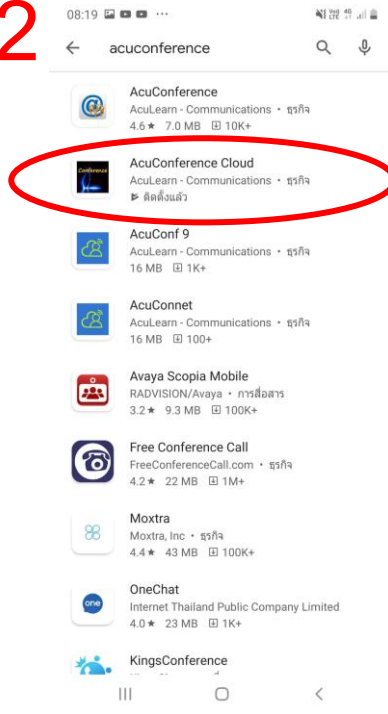 2
08:19
acuconference
AcuConference
AcuLearn - Communications • ธุรกิจ
4.6★ 7.0 MB 10K+
Conference
AcuConference Cloud
AcuLearn - Communications • ธุรกิจ
ติดตั้งแล้ว
AcuConf 9
AcuLearn - Communications • ธุรกิจ
16 MB 1K+
AcuConnet
AcuLearn - Communications • ธุรกิจ
16 MB 100+
Avaya Scopia Mobile
RADVISION/Avaya • การสื่อสาร
3.2★ 9.3 MB 100K+
Free Conference Call
FreeConferenceCall.com • ธุรกิจ
4.2★ 22 MB 1M+
Moxtra
Moxtra, Inc • ธุรกิจ
4.4★ 43 MB 100K+
one
OneChat
Internet Thailand Public Company Limited
4.0★ 23 MB 1K+
KingsConference